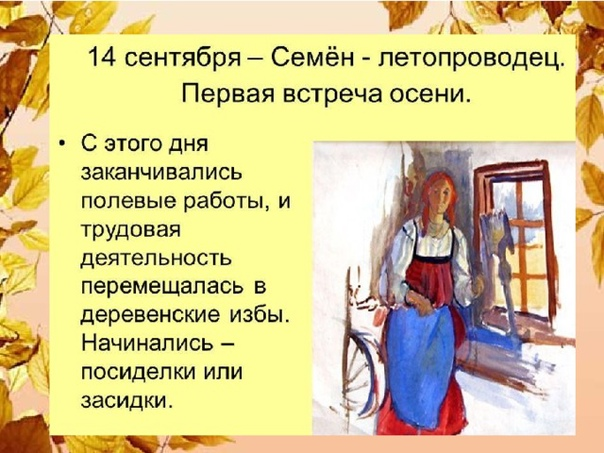 14 сентября – Семён - летопроводец.
Первая встреча осени.
• С этого дня
заканчивались
полевые работы, и
трудовая
деятельность
перемещалась в
деревенские избы.
Начинались –
посиделки или
засидки.